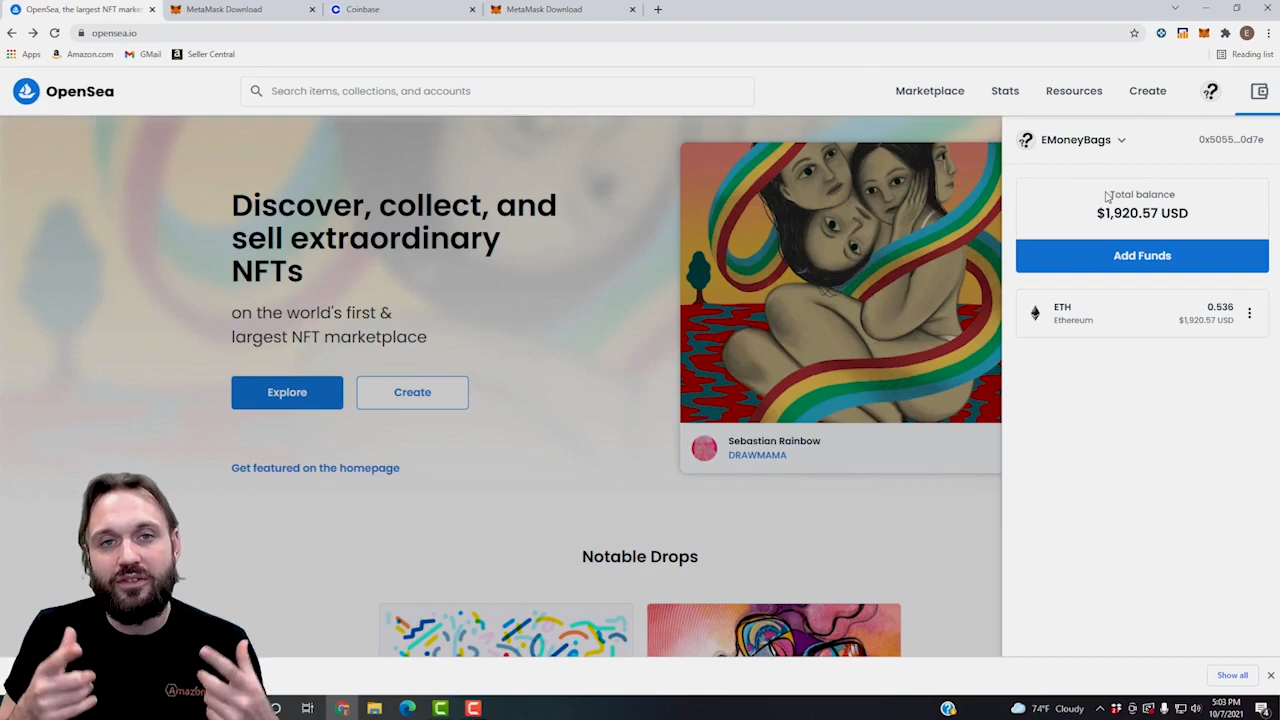 OpenSea, the largest NFT marke
MetaMask Download
Coinbase
MetaMask Download
opensea.io
E
Apps
Amazon.com
GMail
Seller Central
Reading list
OpenSea
Search items, collections, and accounts
Marketplace
Stats
Resources
Create
EMoneyBags
0x5055...0d7e
Total balance
$1,920.57 USD
Add Funds
ETH
0.536
Ethereum
$1,920.57 USD
Discover, collect, and
sell extraordinary
NFTs
on the world's first &
largest NFT marketplace
Explore
Create
Get featured on the homepage
Sebastian Rainbow
DRAWMAMA
Notable Drops
Amazon
Show all
74°F Cloudy
5:03 PM
10/7/2021